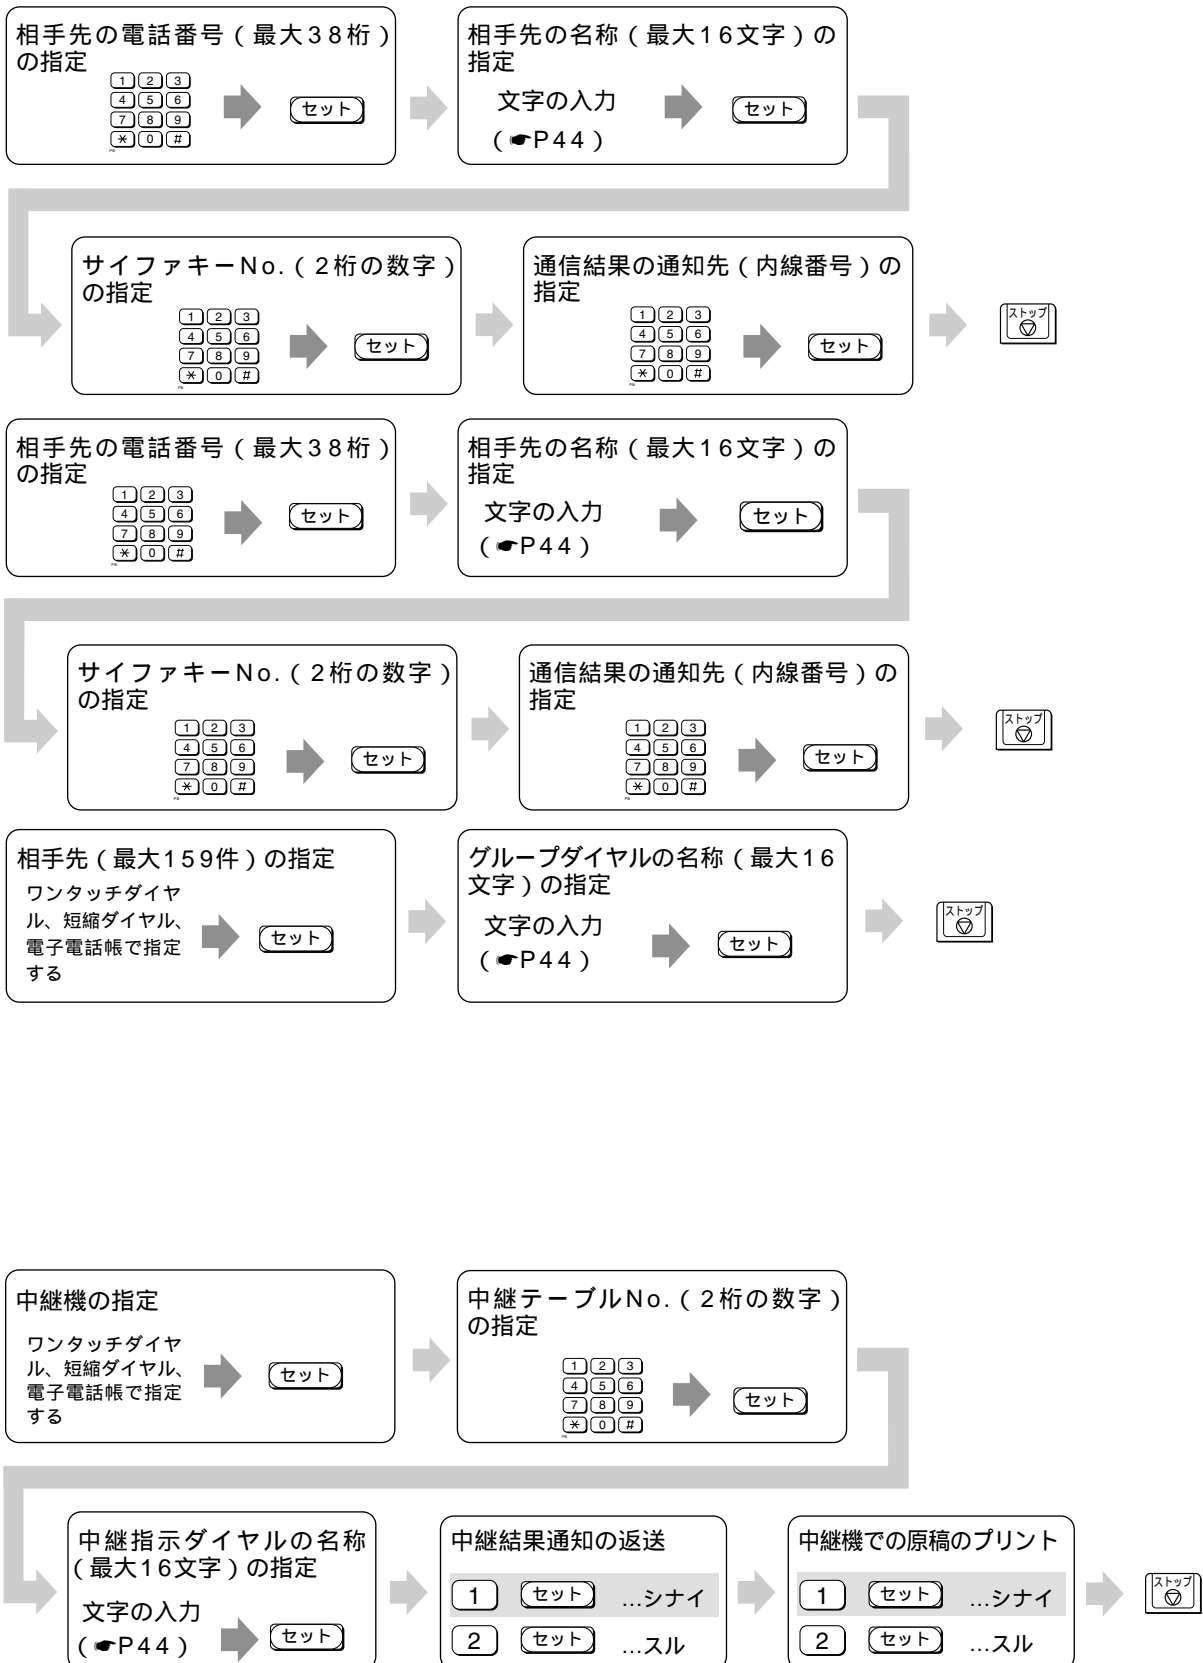 相手先の電話番号（最大38桁）
の指定
1 2 3
4 5 6
7 8 9
＊ 0 #
セット
相手先の名称（最大16文字）の
指定
文字の入力
（☛P44）
セット
サイファキーNo.（2桁の数字）
の指定
1 2 3
4 5 6
7 8 9
＊ 0 #
セット
通信結果の通知先（内線番号）の
指定
1 2 3
4 5 6
7 8 9
＊ 0 #
セット
ストップ
相手先の電話番号（最大38桁）
の指定
1 2 3
4 5 6
7 8 9
＊ 0 #
セット
相手先の名称（最大16文字）の
指定
文字の入力
（☛P44）
セット
サイファキーNo.（2桁の数字）
の指定
1 2 3
4 5 6
7 8 9
＊ 0 #
セット
通信結果の通知先（内線番号）の
指定
1 2 3
4 5 6
7 8 9
＊ 0 #
セット
ストップ
相手先（最大159件）の指定
ワンタッチダイヤ
ル、短縮ダイヤル、
電子電話帳で指定
する
セット
グループダイヤルの名称（最大16
文字）の指定
文字の入力
（☛P44）
セット
ストップ
中継機の指定
ワンタッチダイヤ
ル、短縮ダイヤル、
電子電話帳で指定
する
セット
中継テーブルNo.（2桁の数字）
の指定
1 2 3
4 5 6
7 8 9
＊ 0 #
セット
中継指示ダイヤルの名称
（最大16文字）の指定
文字の入力
（☛P44）
セット
中継結果通知の返送
1 セット …シナイ
2 セット …スル
中継機での原稿のプリント
1 セット …シナイ
2 セット …スル
ストップ